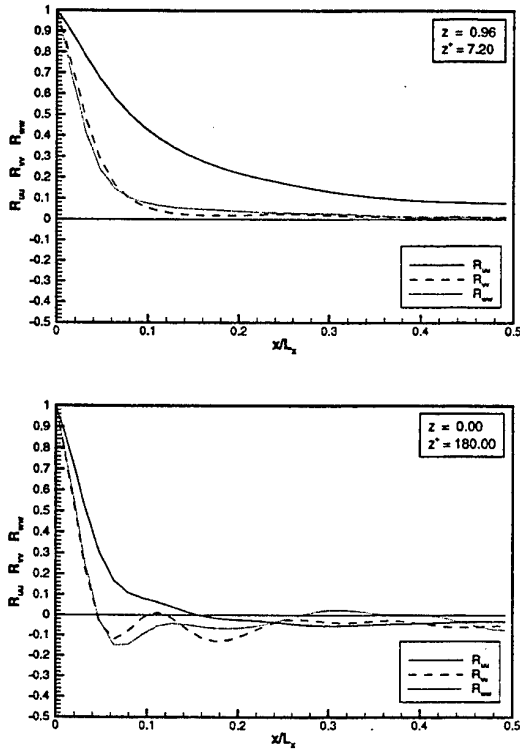 1
0.9
0.8
0.7
0.6
0.5
0.4
0.3
0.2
0.1
0
-0.1
-0.2
-0.3
-0.4
-0.5
R_uu R_vv R_ww
z = 0.96
z⁺ = 7.20
R_uu
R_vv
R_ww
0 0.1 0.2 0.3 0.4 0.5
x/L_x
1
0.9
0.8
0.7
0.6
0.5
0.4
0.3
0.2
0.1
0
-0.1
-0.2
-0.3
-0.4
-0.5
R_uu R_vv R_ww
z = 0.00
z⁺ = 180.00
R_uu
R_vv
R_ww
0 0.1 0.2 0.3 0.4 0.5
x/L_x